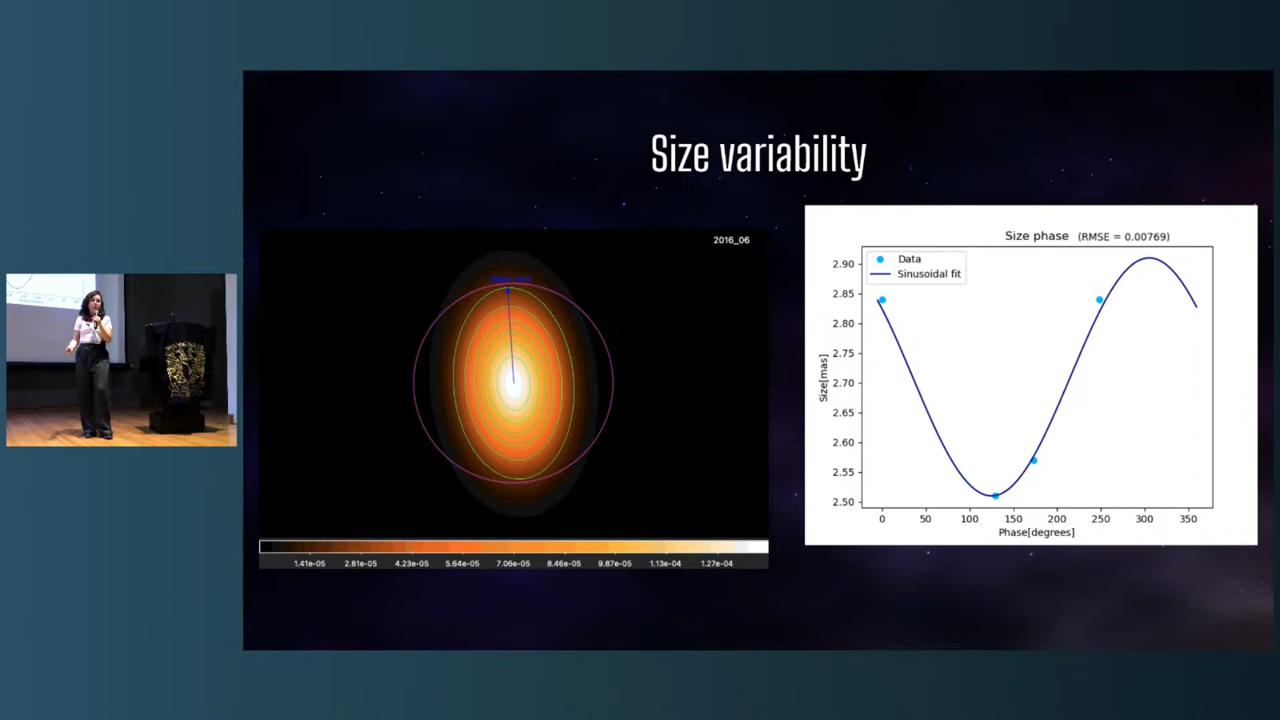 Size variability
2016_06
1.41e-05 2.81e-05 4.23e-05 5.64e-05 7.06e-05 8.46e-05 9.87e-05 1.13e-04 1.27e-04
Size phase (RMSE = 0.00769)
Data
Sinusoidal fit
Size[mas]
2.90
2.85
2.80
2.75
2.70
2.65
2.60
2.55
2.50
0 50 100 150 200 250 300 350
Phase[degrees]